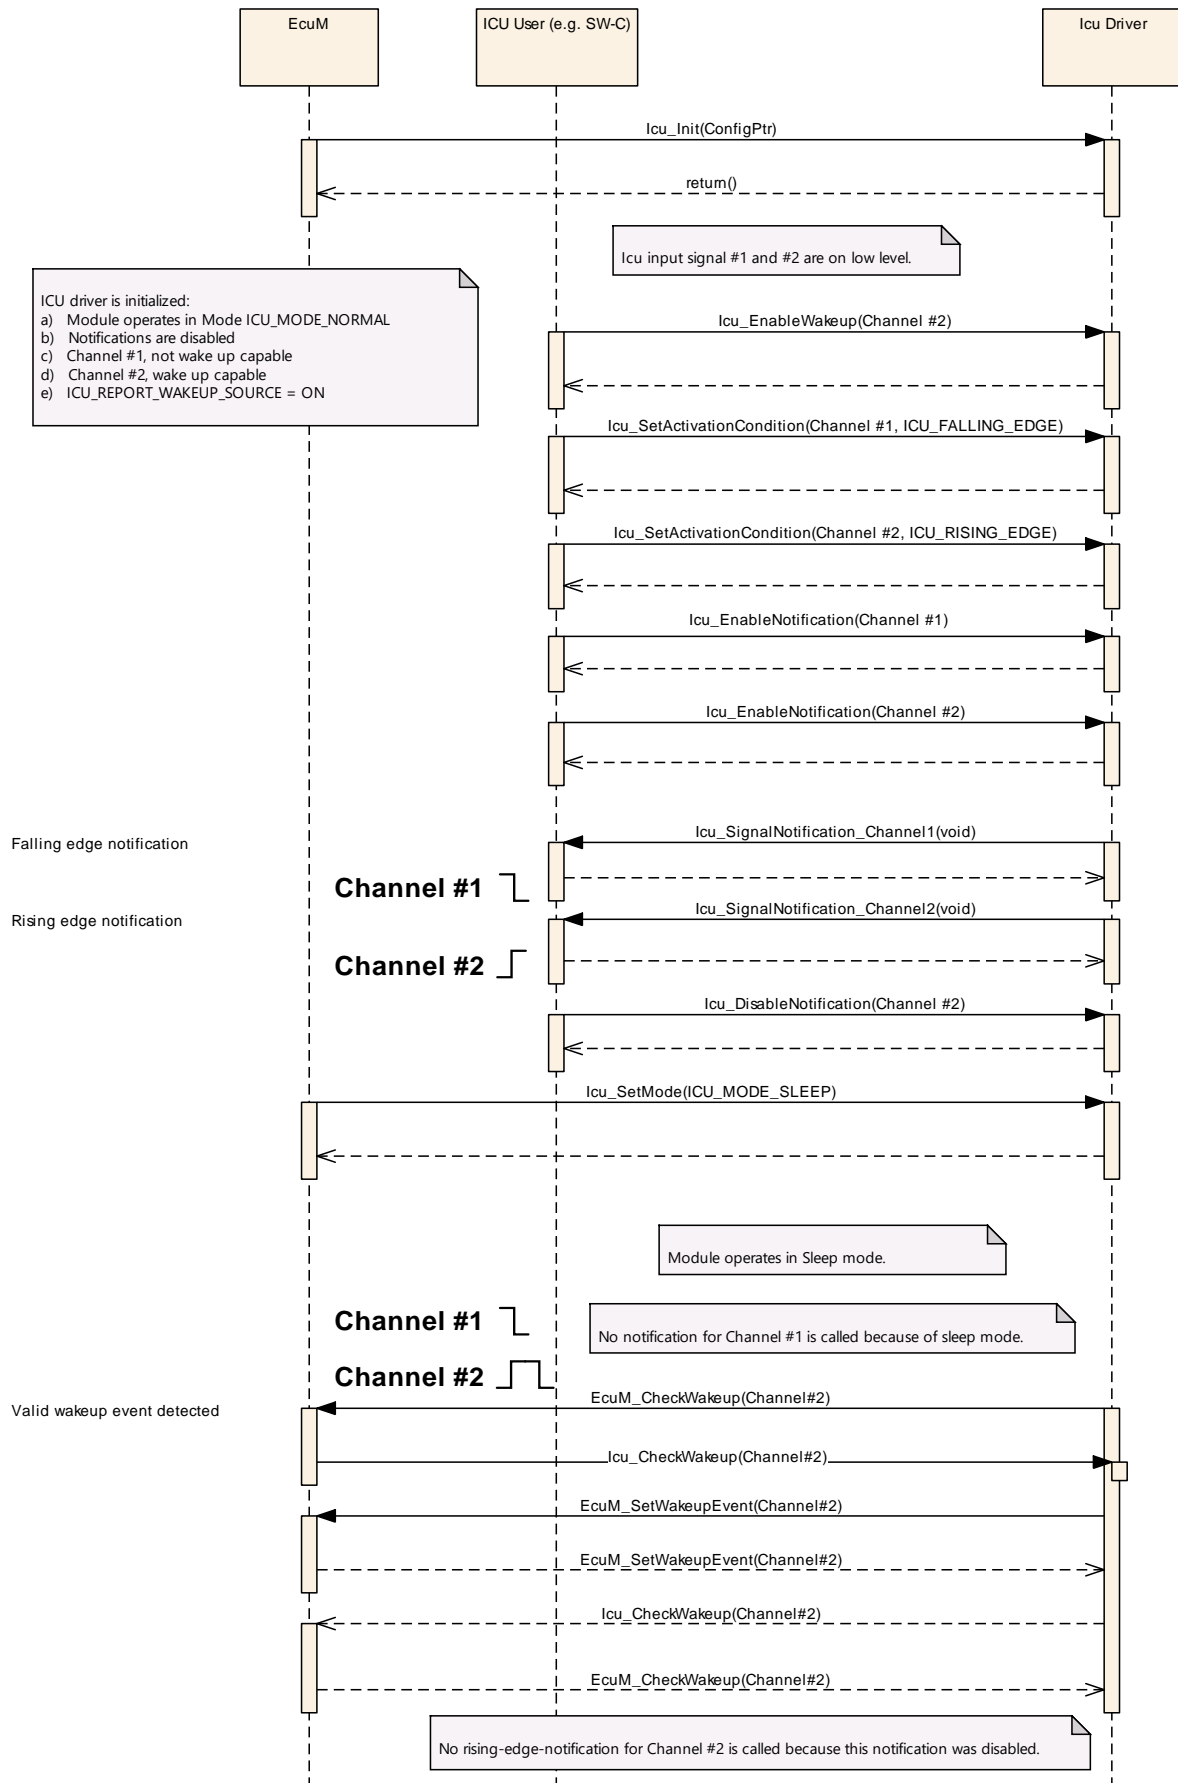 EcuM
ICU User (e.g. SW-C)
Icu Driver
Icu_Init(ConfigPtr)
return()
Icu input signal #1 and #2 are on low level.
ICU driver is initialized:
a) Module operates in Mode ICU_MODE_NORMAL
b) Notifications are disabled
c) Channel #1, not wake up capable
d) Channel #2, wake up capable
e) ICU_REPORT_WAKEUP_SOURCE = ON
Icu_EnableWakeup(Channel #2)
Icu_SetActivationCondition(Channel #1, ICU_FALLING_EDGE)
Icu_SetActivationCondition(Channel #2, ICU_RISING_EDGE)
Icu_EnableNotification(Channel #1)
Icu_EnableNotification(Channel #2)
Icu_SignalNotification_Channel1(void)
Falling edge notification
Channel #1
Icu_SignalNotification_Channel2(void)
Rising edge notification
Channel #2
Icu_DisableNotification(Channel #2)
Icu_SetMode(ICU_MODE_SLEEP)
Module operates in Sleep mode.
Channel #1
No notification for Channel #1 is called because of sleep mode.
Channel #2
EcuM_CheckWakeup(Channel#2)
Valid wakeup event detected
Icu_CheckWakeup(Channel#2)
EcuM_SetWakeupEvent(Channel#2)
EcuM_SetWakeupEvent(Channel#2)
Icu_CheckWakeup(Channel#2)
EcuM_CheckWakeup(Channel#2)
No rising-edge-notification for Channel #2 is called because this notification was disabled.